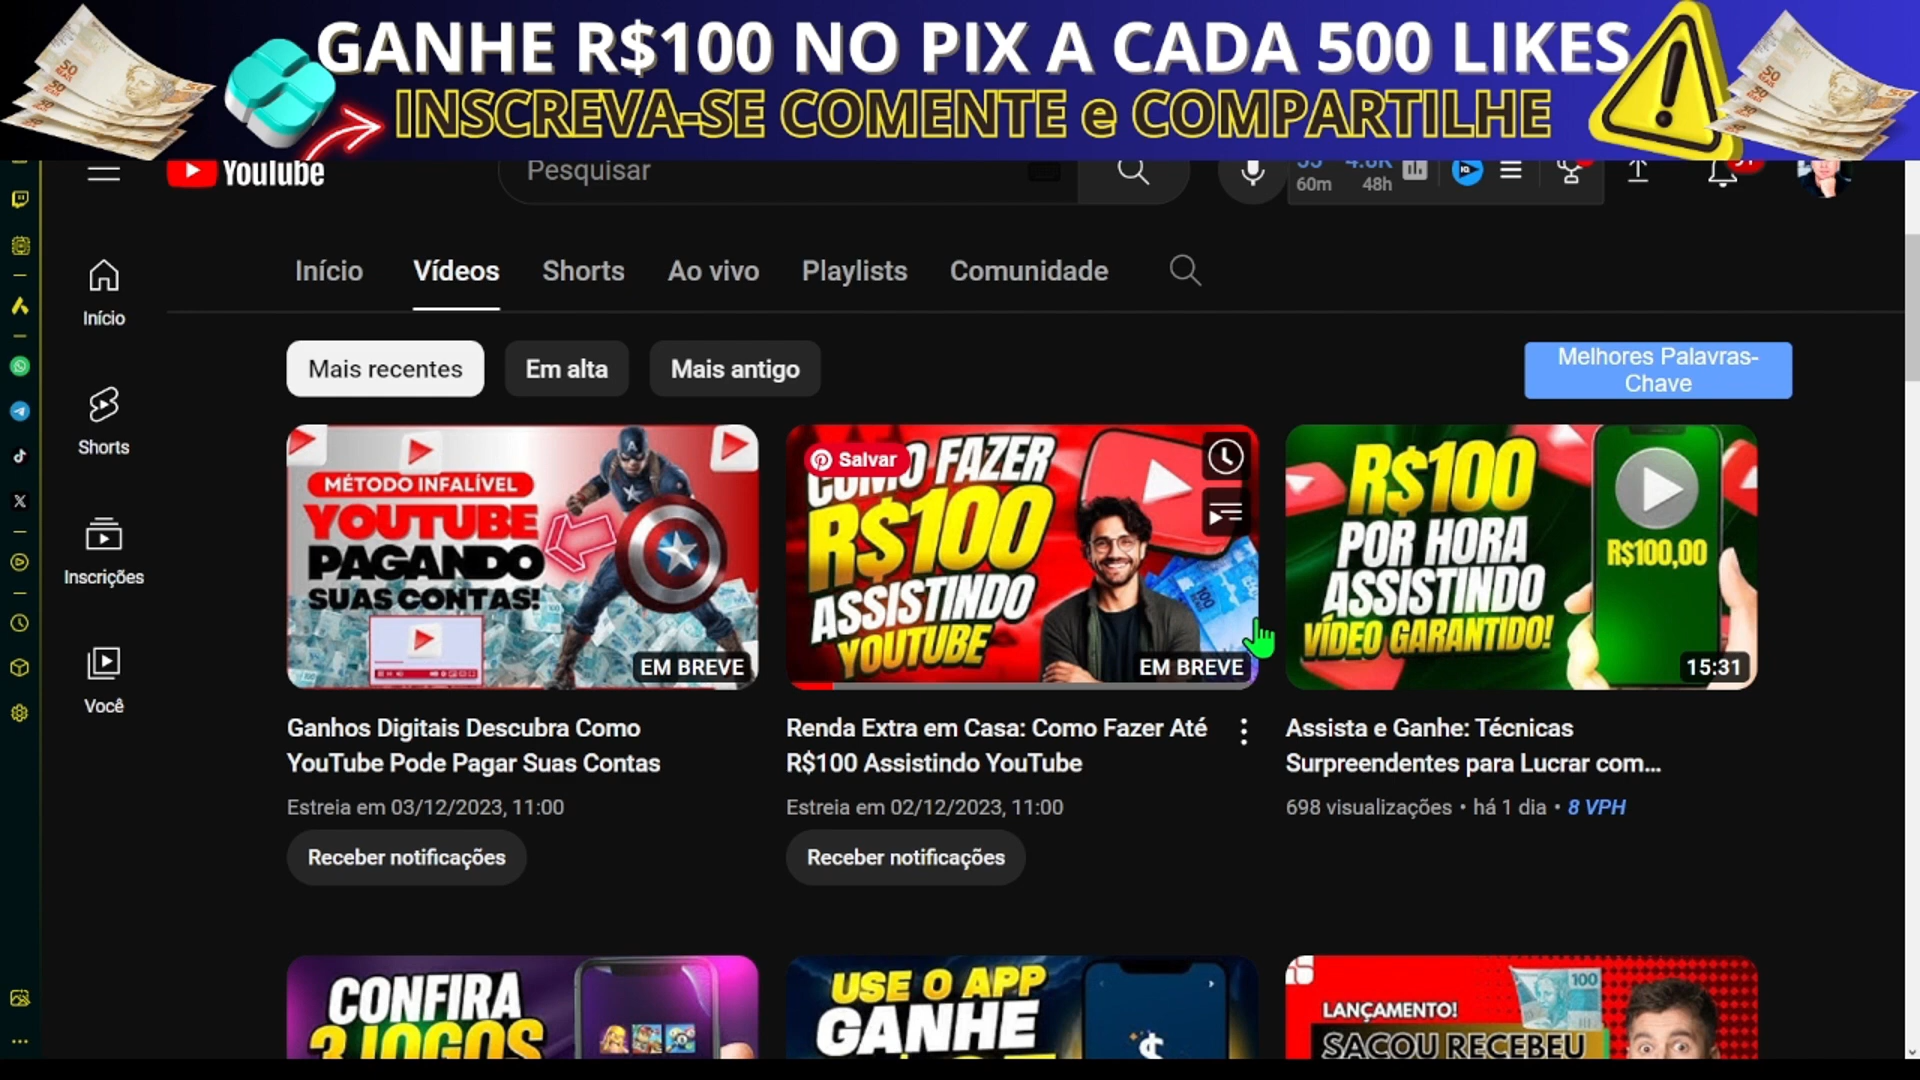 GANHE R$100 NO PIX A CADA 500 LIKES
INSCREVA-SE COMENTE e COMPARTILHE
YouTube
Pesquisar
60m 48h
Início Vídeos Shorts Ao vivo Playlists Comunidade
Início
Shorts
Inscrições
Você
Mais recentes Em alta Mais antigo
Melhores Palavras-
Chave
MÉTODO INFALÍVEL
YOUTUBE
PAGANDO
SUAS CONTAS!
EM BREVE
Salvar
COMO FAZER
R$100
ASSISTINDO
YOUTUBE
EM BREVE
R$100
POR HORA
ASSISTINDO
VÍDEO GARANTIDO!
R$100,00
15:31
Ganhos Digitais Descubra Como
YouTube Pode Pagar Suas Contas
Estreia em 03/12/2023, 11:00
Receber notificações
Renda Extra em Casa: Como Fazer Até
R$100 Assistindo YouTube
Estreia em 02/12/2023, 11:00
Receber notificações
Assista e Ganhe: Técnicas
Surpreendentes para Lucrar com...
698 visualizações • há 1 dia • 8 VPH
CONFIRA
3 JOGOS
USE O APP
GANHE
LANÇAMENTO!
SACOU RECEBEU